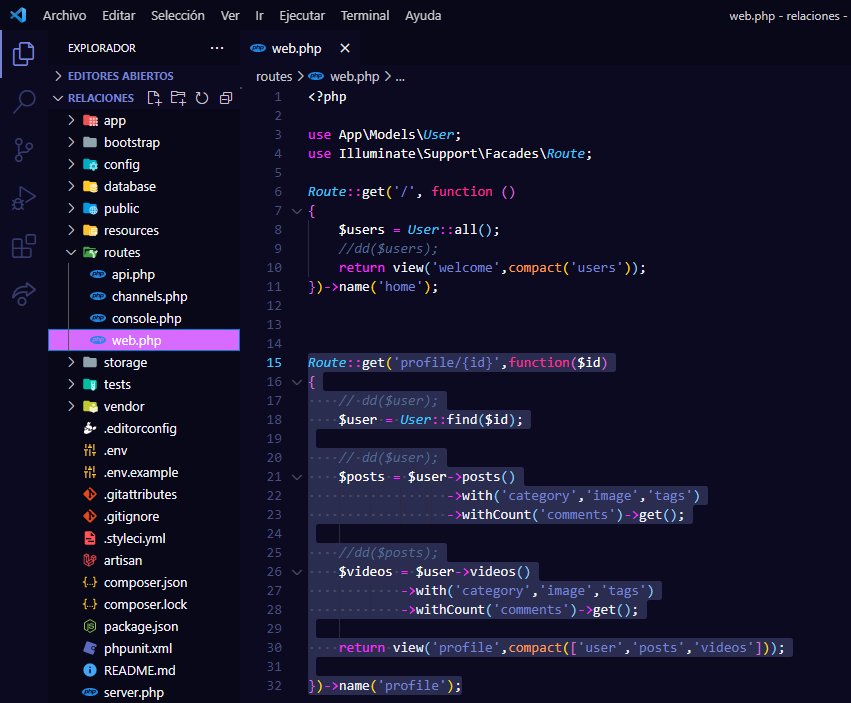 Archivo Editar Selección Ver Ir Ejecutar Terminal Ayuda web.php - relaciones -
EXPLORADOR ···
EDITORES ABIERTOS
RELACIONES
app
bootstrap
config
database
public
resources
routes
api.php
channels.php
console.php
web.php
storage
tests
vendor
.editorconfig
.env
.env.example
.gitattributes
.gitignore
.styleci.yml
artisan
composer.json
composer.lock
package.json
phpunit.xml
README.md
server.php
web.php
routes > web.php > ...
1 <?php
2
3 use App\Models\User;
4 use Illuminate\Support\Facades\Route;
5
6 Route::get('/', function ()
7 {
8     $users = User::all();
9     //dd($users);
10     return view('welcome',compact('users'));
11 })->name('home');
12
13
14
15 Route::get('profile/{id}',function($id)
16 {
17     // dd($user);
18     $user = User::find($id);
19
20     // dd($user);
21     $posts = $user->posts()
22                   ->with('category','image','tags')
23                   ->withCount('comments')->get();
24
25     //dd($posts);
26     $videos = $user->videos()
27             ->with('category','image','tags')
28             ->withCount('comments')->get();
29
30     return view('profile',compact(['user','posts','videos']));
31
32 })->name('profile');